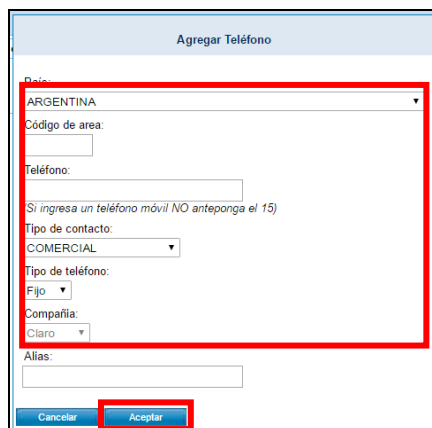 Agregar Teléfono
País:
ARGENTINA
Código de area:
Teléfono:
(Si ingresa un teléfono móvil NO anteponga el 15)
Tipo de contacto:
COMERCIAL
Tipo de teléfono:
Fijo
Compañia:
Claro
Alias:
Cancelar Aceptar